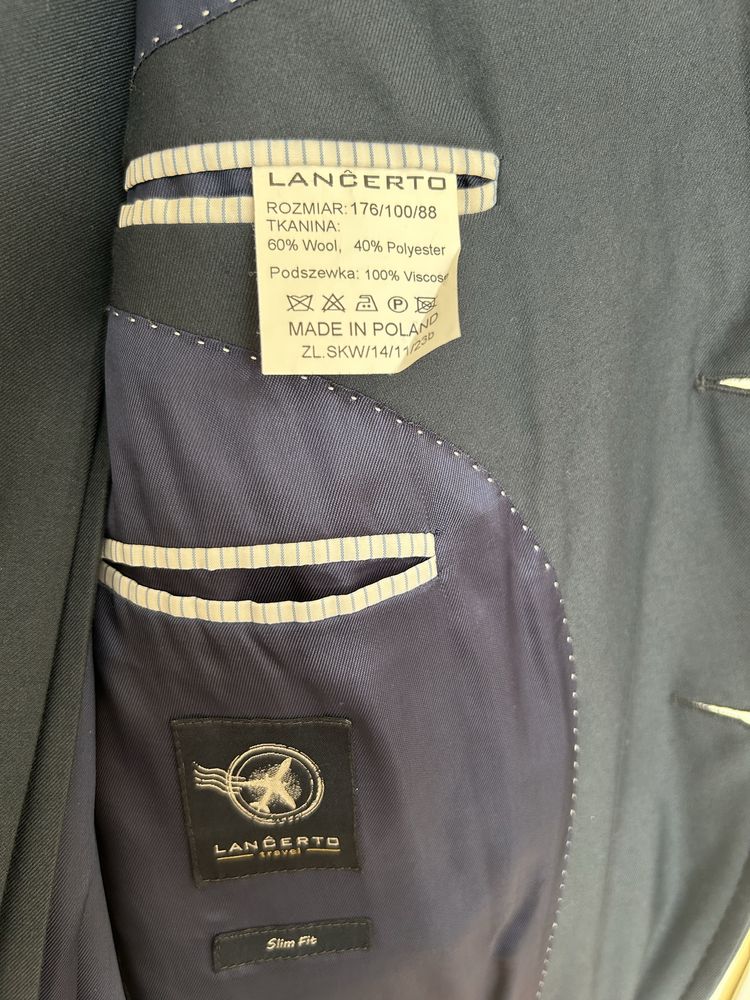 LANĈERTO
ROZMIAR: 176/100/88
TKANINA:
60% Wool, 40% Polyester
Podszewka: 100% Viscose
MADE IN POLAND
ZL.SKW/14/11/23b
LANĈERTO
travel
Slim Fit